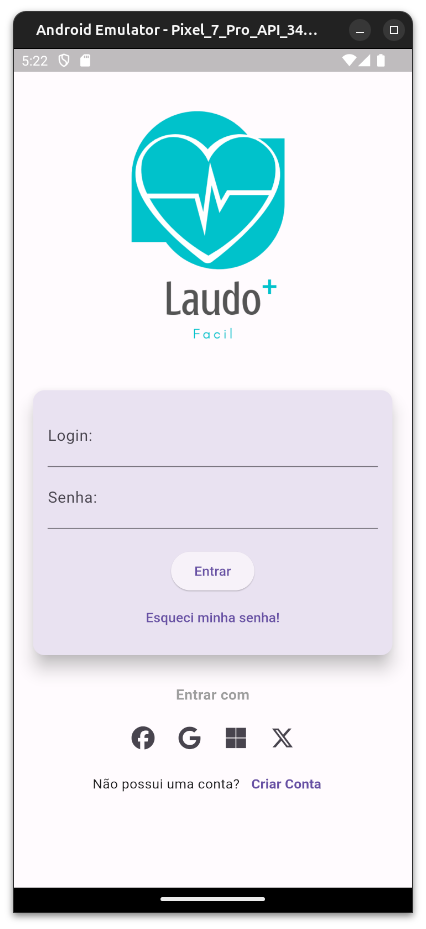 Android Emulator - Pixel_7_Pro_API_34...
5:22
Laudo+
Facil
Login:
Senha:
Entrar
Esqueci minha senha!
Entrar com
Não possui uma conta? Criar Conta